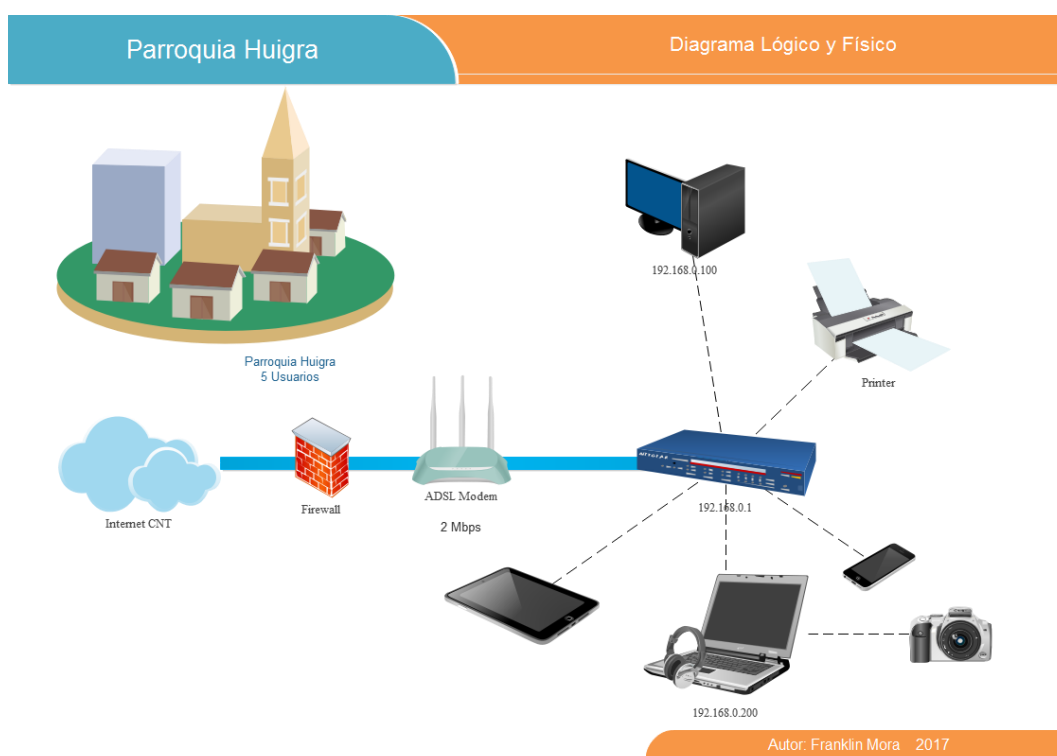 Parroquia Huigra
Diagrama Lógico y Físico
192.168.0.100
Printer
Parroquia Huigra
5 Usuarios
Internet CNT
Firewall
ADSL Modem
2 Mbps
NETGEAR
192.168.0.1
192.168.0.200
Autor: Franklin Mora 2017